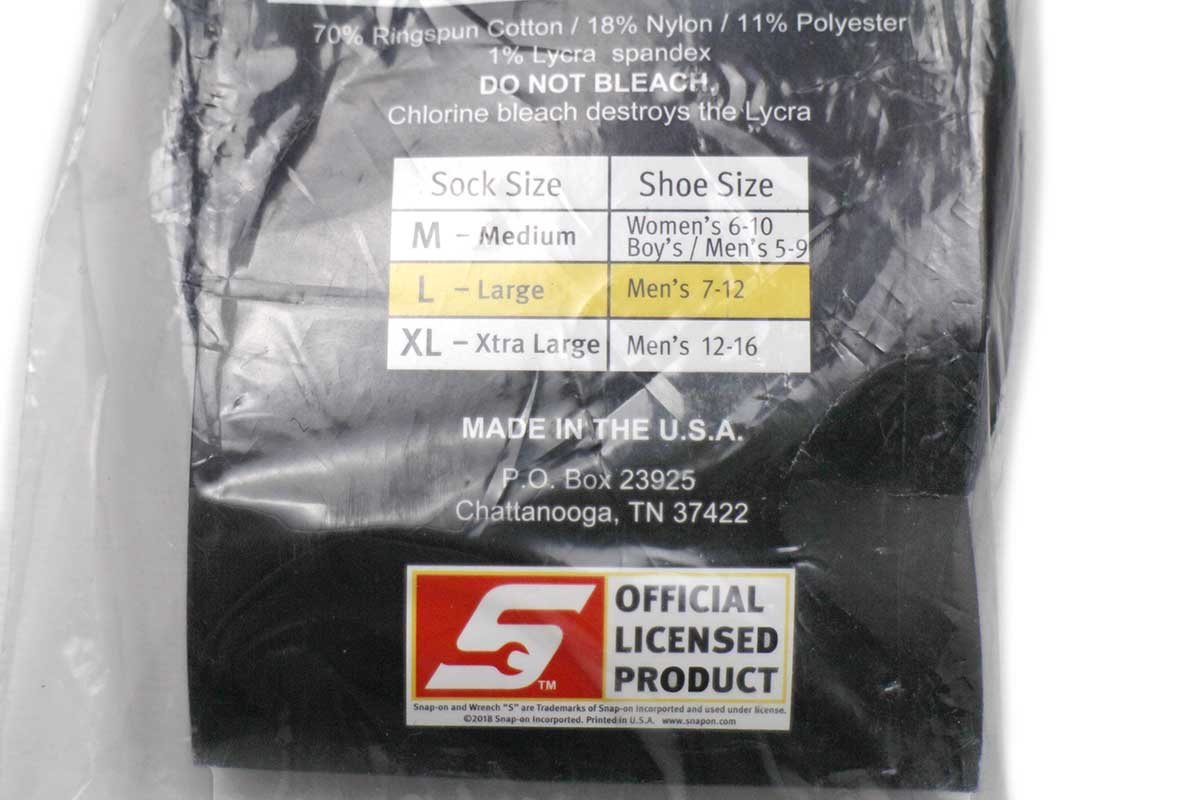 70% Ringspun Cotton / 18% Nylon / 11% Polyester
1% Lycra spandex
DO NOT BLEACH.
Chlorine bleach destroys the Lycra
Sock Size Shoe Size
M - Medium Women's 6-10
Boy's / Men's 5-9
L - Large Men's 7-12
XL - Xtra Large Men's 12-16
MADE IN THE U.S.A.
P.O. Box 23925
Chattanooga, TN 37422
OFFICIAL
LICENSED
PRODUCT
S TM
Snap-on and Wrench "S" are Trademarks of Snap-on Incorporated and used under license.
©2018 Snap-on Incorporated. Printed in U.S.A. www.snapon.com